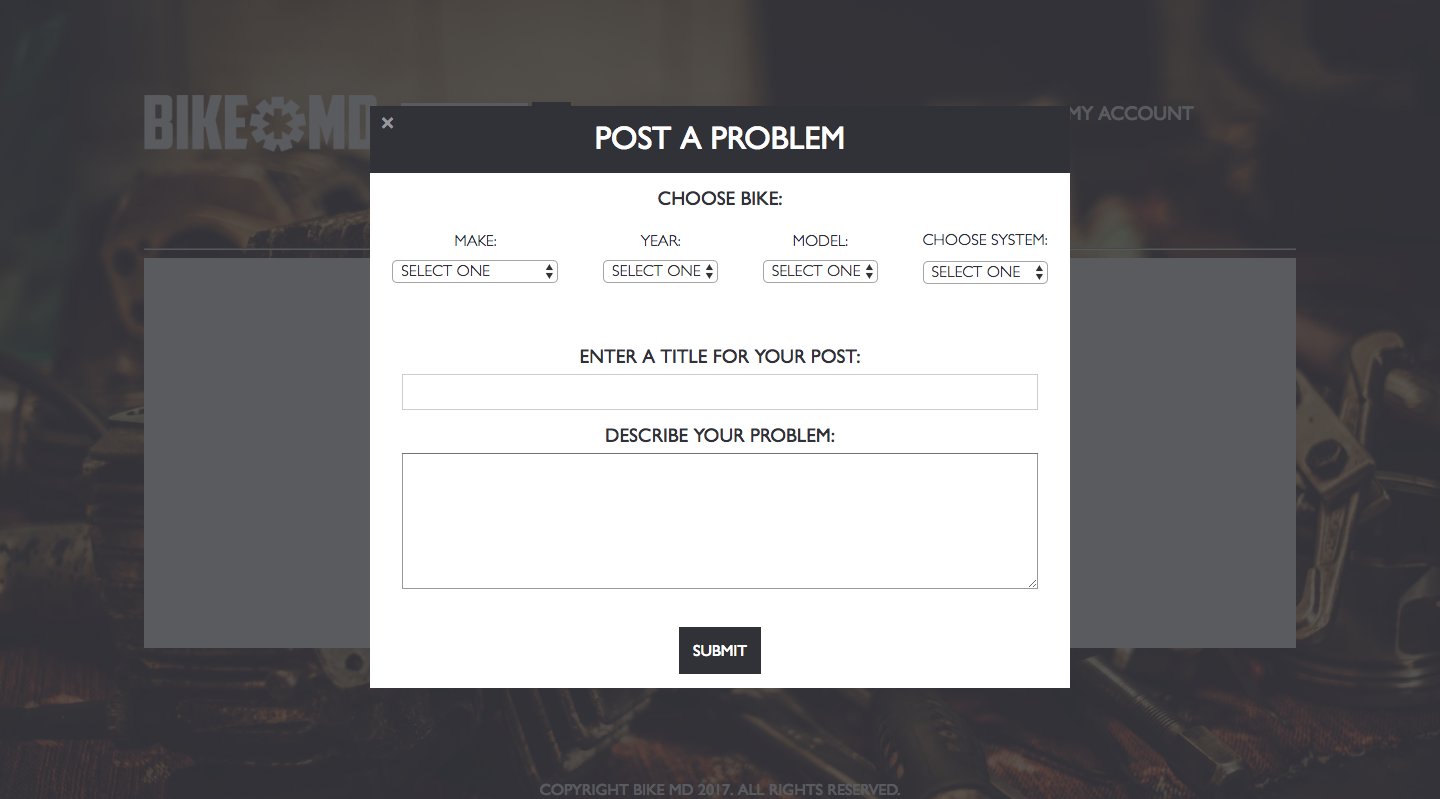 BIKE MD
MY ACCOUNT
×
POST A PROBLEM
CHOOSE BIKE:
MAKE: YEAR: MODEL: CHOOSE SYSTEM:
SELECT ONE SELECT ONE SELECT ONE SELECT ONE
ENTER A TITLE FOR YOUR POST:
DESCRIBE YOUR PROBLEM:
SUBMIT
COPYRIGHT BIKE MD 2017. ALL RIGHTS RESERVED.